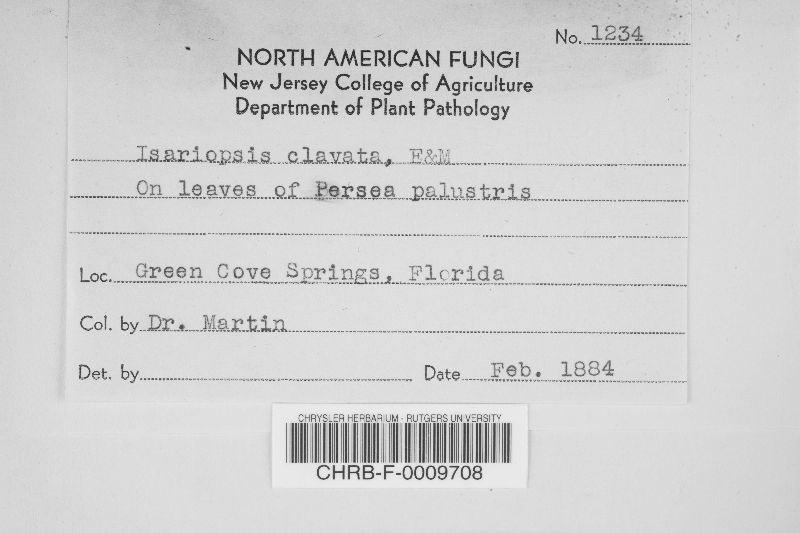 No. 1234
NORTH AMERICAN FUNGI
New Jersey College of Agriculture
Department of Plant Pathology
Isariopsis clavata, E&M
On leaves of Persea palustris
Loc. Green Cove Springs, Florida
Col. by Dr. Martin
Det. by
Date Feb. 1884
CHRYSLER HERBARIUM - RUTGERS UNIVERSITY
CHRB-F-0009708